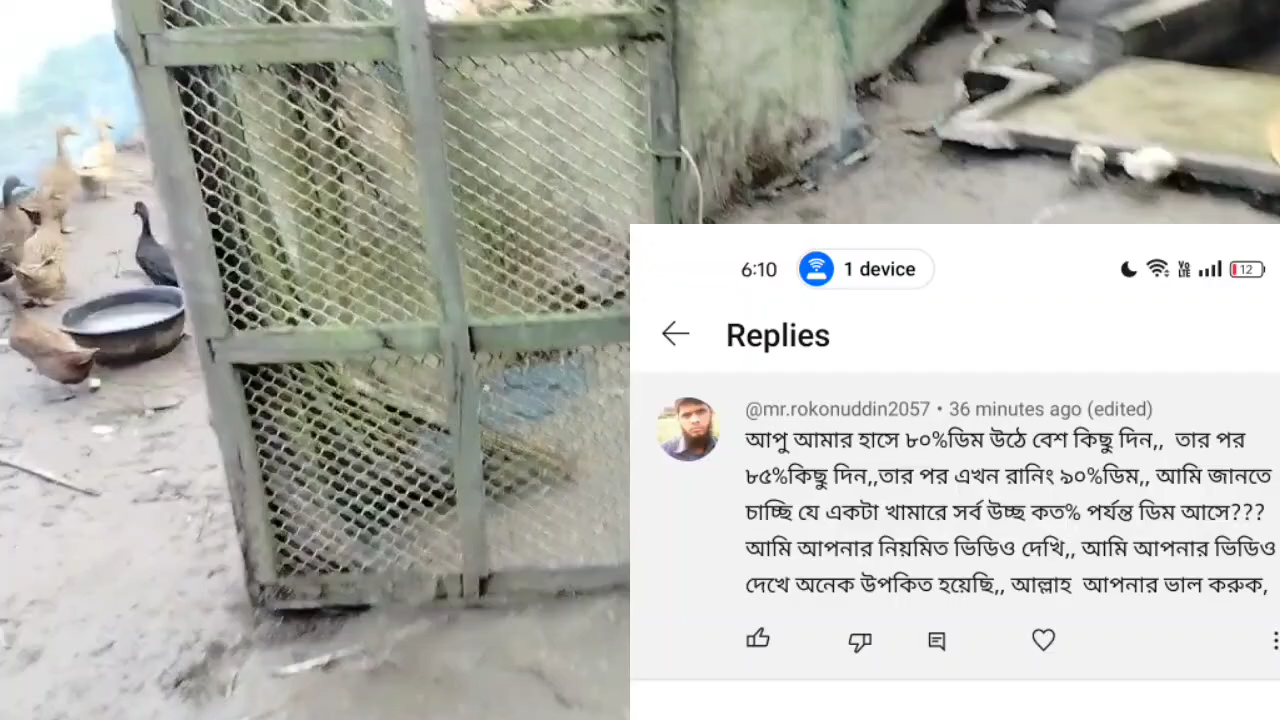 6:10
1 device
Vo LTE
12
Replies
@mr.rokonuddin2057 • 36 minutes ago (edited)
আপু আমার হাসে ৮০%ডিম উঠে বেশ কিছু দিন,, তার পর
৮৫%কিছু দিন,,তার পর এখন রানিং ৯০%ডিম,, আমি জানতে
চাচ্ছি যে একটা খামারে সর্ব উচ্ছ কত% পর্যন্ত ডিম আসে???
আমি আপনার নিয়মিত ভিডিও দেখি,, আমি আপনার ভিডিও
দেখে অনেক উপকিত হয়েছি,, আল্লাহ আপনার ভাল করুক,